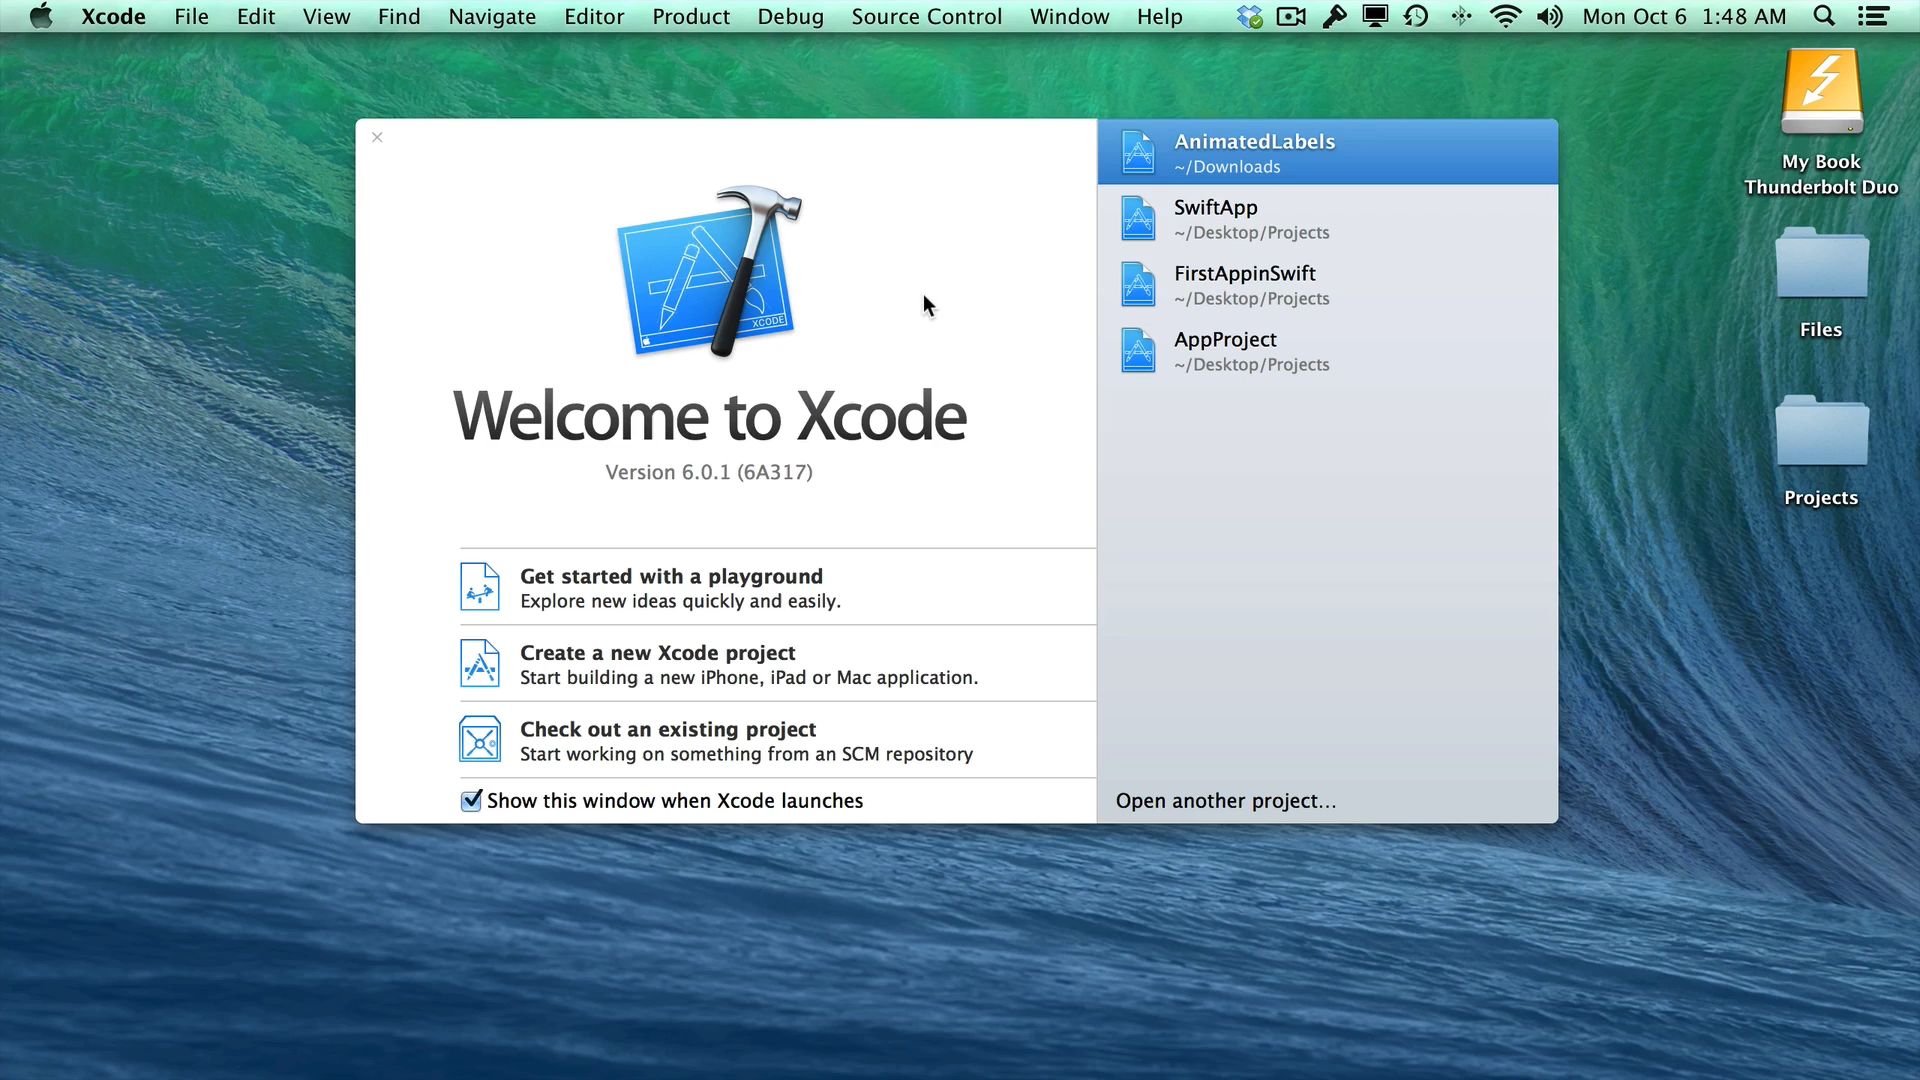 Xcode File Edit View Find Navigate Editor Product Debug Source Control Window Help Mon Oct 6 1:48 AM
XCODE
Welcome to Xcode
Version 6.0.1 (6A317)
Get started with a playground
Explore new ideas quickly and easily.
Create a new Xcode project
Start building a new iPhone, iPad or Mac application.
Check out an existing project
Start working on something from an SCM repository
Show this window when Xcode launches
AnimatedLabels
~/Downloads
SwiftApp
~/Desktop/Projects
FirstAppinSwift
~/Desktop/Projects
AppProject
~/Desktop/Projects
Open another project...
My Book
Thunderbolt Duo
Files
Projects